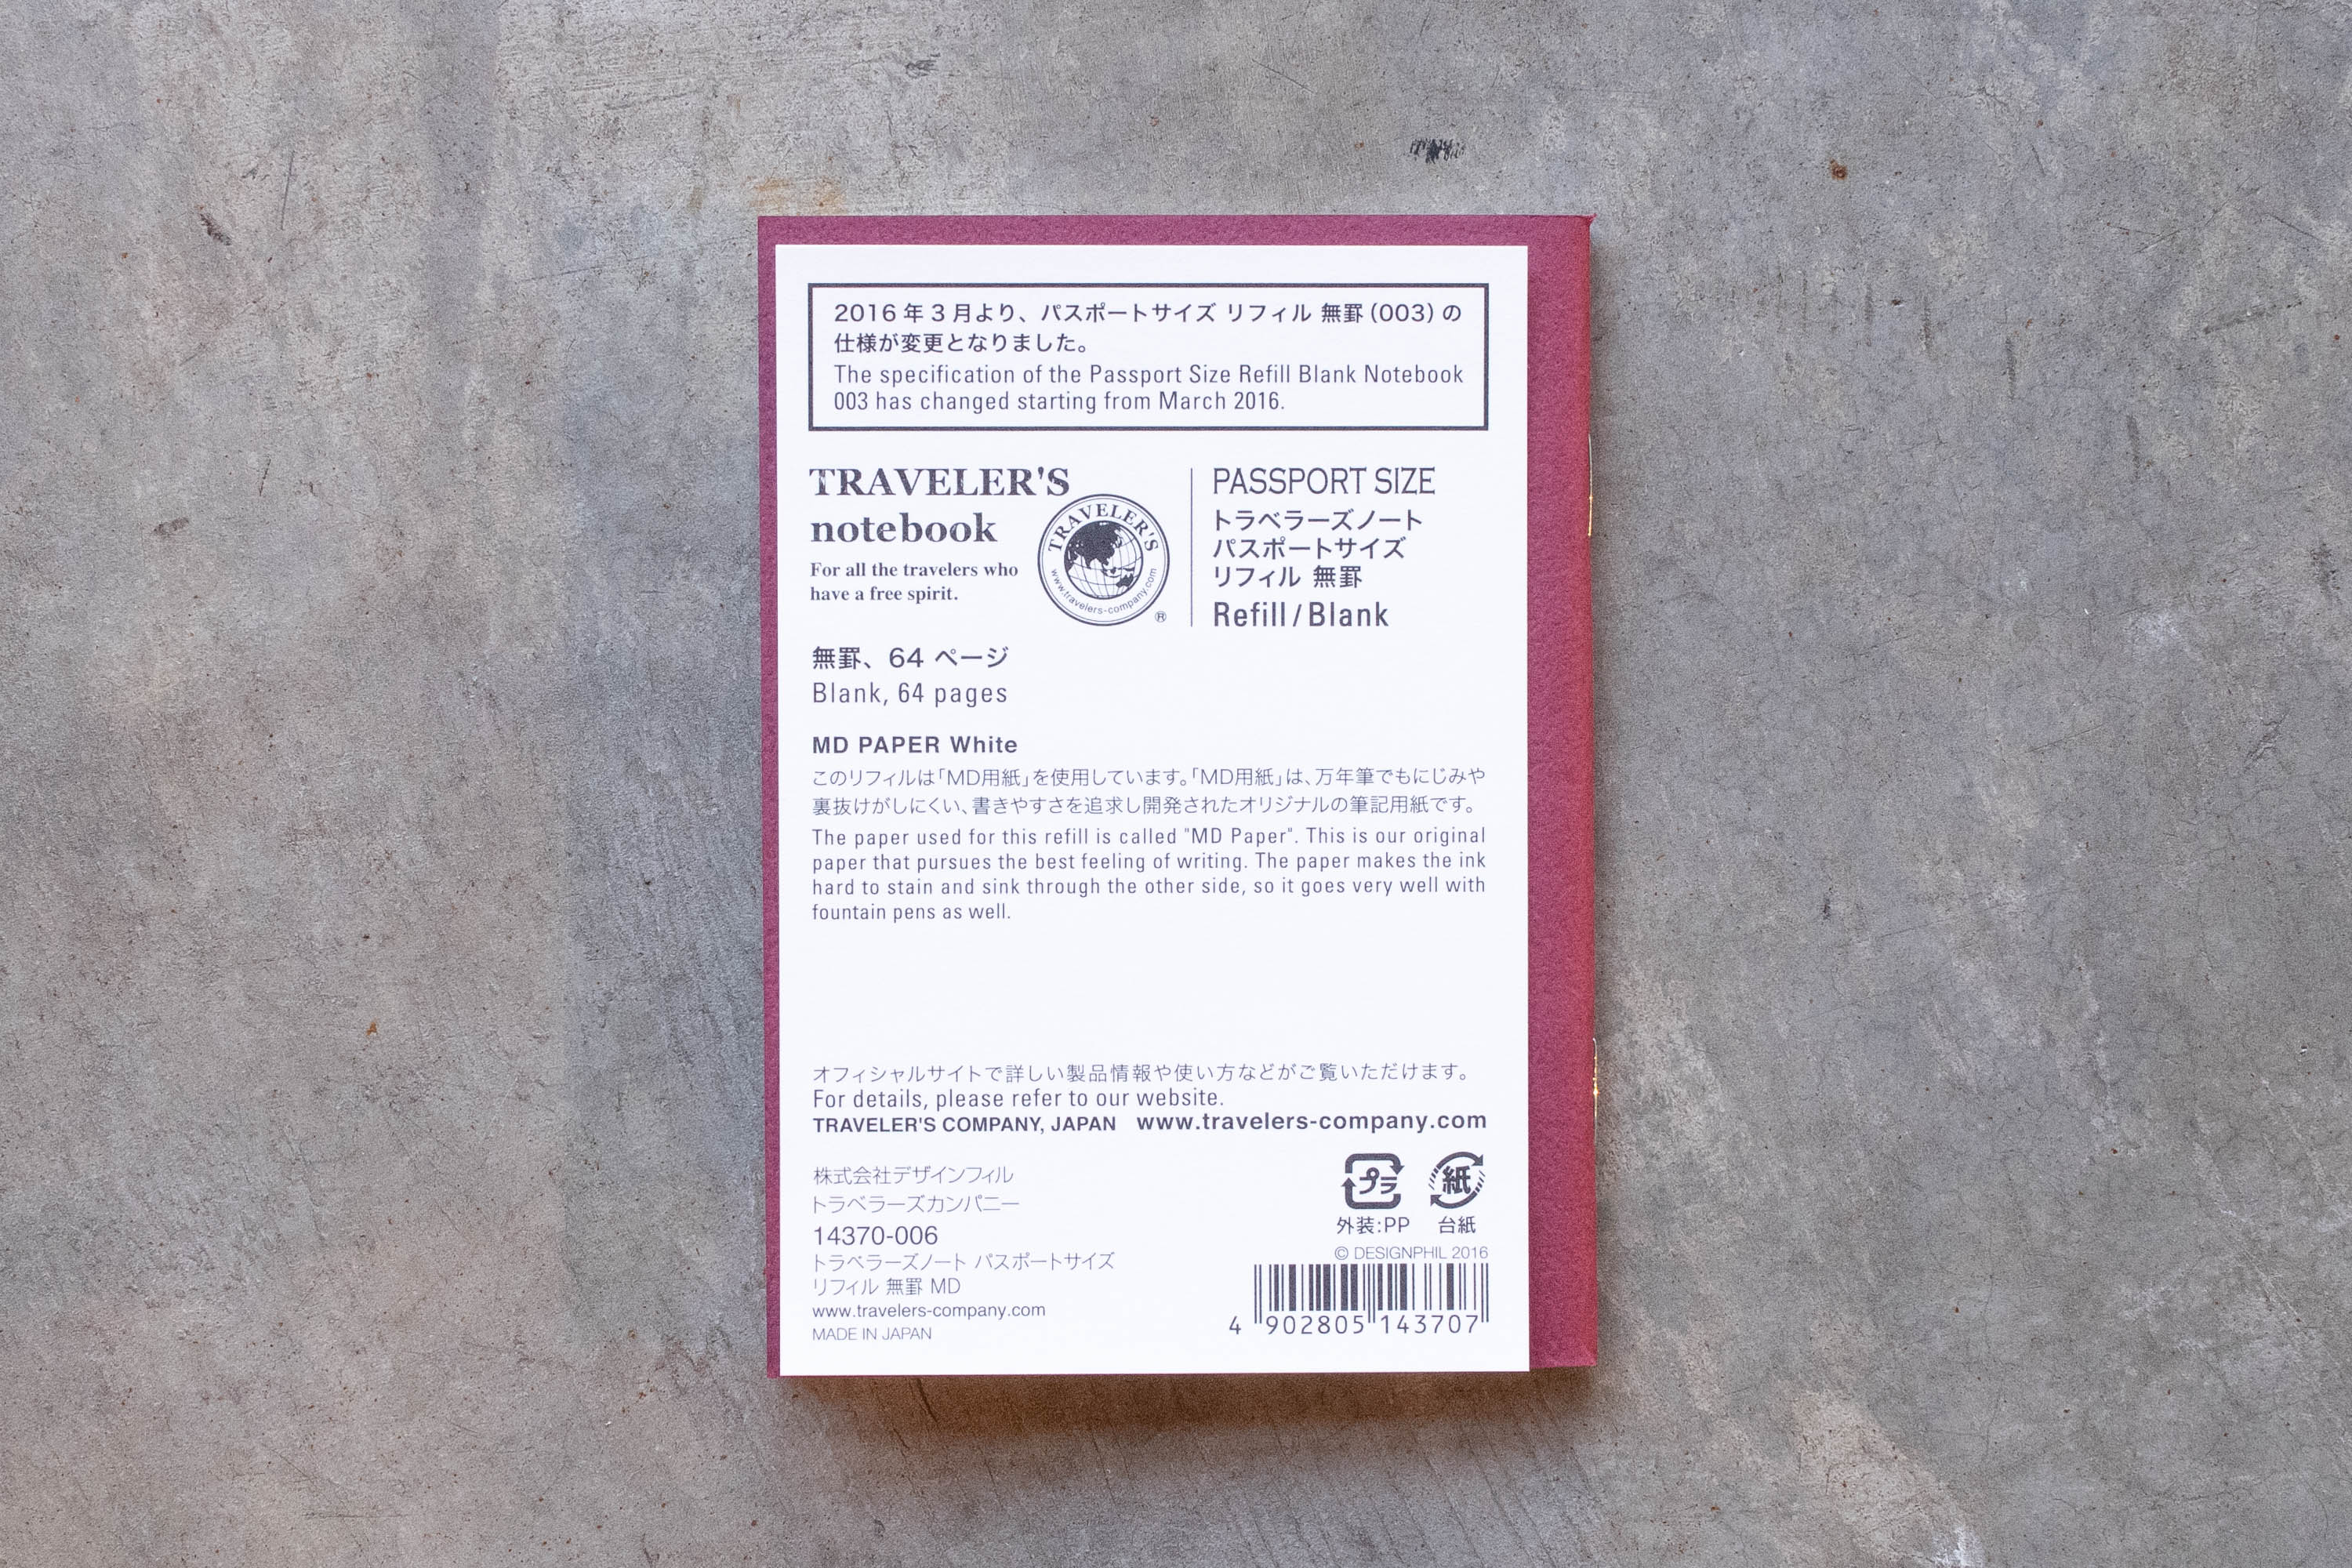 2016 年 3 月より、パスポートサイズ リフィル 無罫 (003) の
仕様が変更となりました。
The specification of the Passport Size Refill Blank Notebook
003 has changed starting from March 2016.
TRAVELER'S
notebook
For all the travelers who
have a free spirit.
TRAVELER'S
www.travelers-company.com
®
PASSPORT SIZE
トラベラーズノート
パスポートサイズ
リフィル 無罫
Refill / Blank
無罫、64 ページ
Blank, 64 pages
MD PAPER White
このリフィルは「MD用紙」を使用しています。「MD用紙」は、万年筆でもにじみや
裏抜けがしにくい、書きやすさを追求し開発されたオリジナルの筆記用紙です。
The paper used for this refill is called "MD Paper". This is our original
paper that pursues the best feeling of writing. The paper makes the ink
hard to stain and sink through the other side, so it goes very well with
fountain pens as well.
オフィシャルサイトで詳しい製品情報や使い方などがご覧いただけます。
For details, please refer to our website.
TRAVELER'S COMPANY, JAPAN www.travelers-company.com
株式会社デザインフィル
トラベラーズカンパニー
14370-006
トラベラーズノート パスポートサイズ
リフィル 無罫 MD
www.travelers-company.com
MADE IN JAPAN
プラ 紙
外装:PP 台紙
© DESIGNPHIL 2016
4 902805 143707